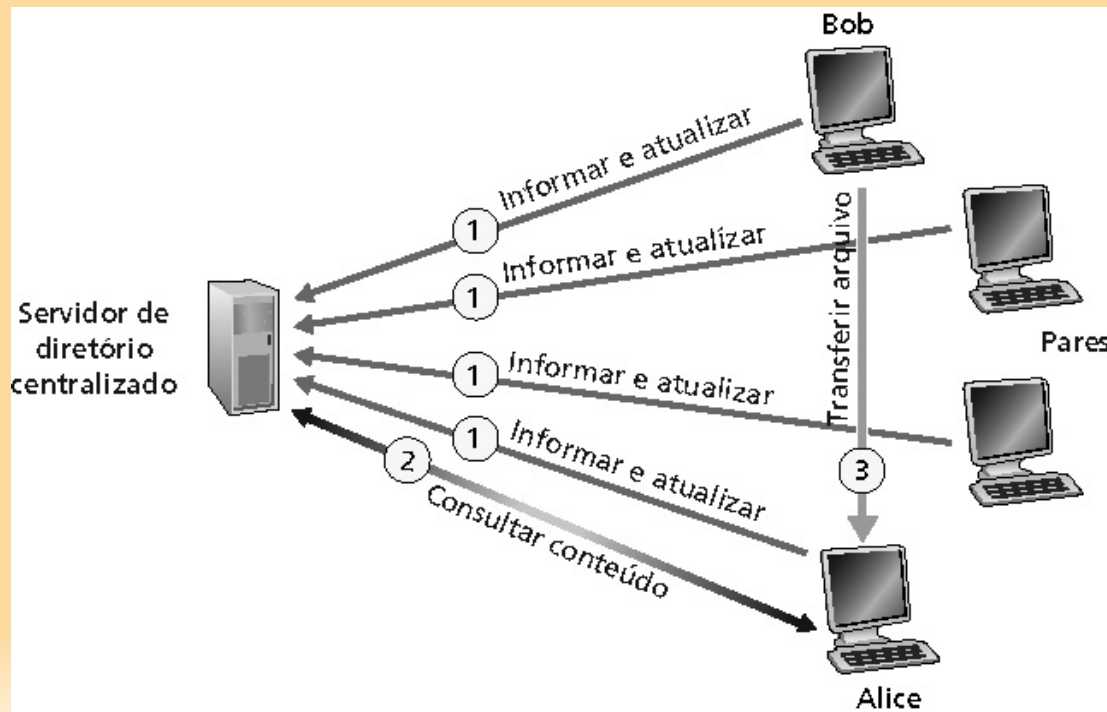 Bob
Informar e atualizar
1
Informar e atualizar
1
Transferir arquivo
Servidor de
diretório
centralizado
Pares
Informar e atualizar
1
Informar e atualizar
1
2
Consultar conteúdo
3
Alice